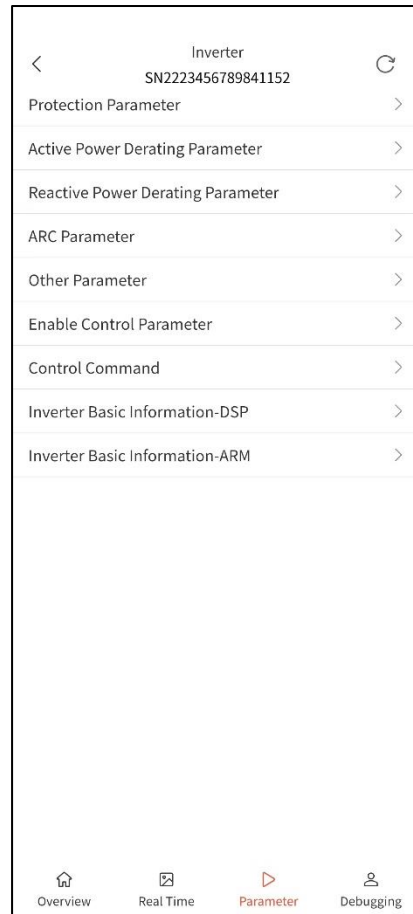 Inverter
SN2223456789841152
Protection Parameter
Active Power Derating Parameter
Reactive Power Derating Parameter
ARC Parameter
Other Parameter
Enable Control Parameter
Control Command
Inverter Basic Information-DSP
Inverter Basic Information-ARM
Overview
Real Time
Parameter
Debugging